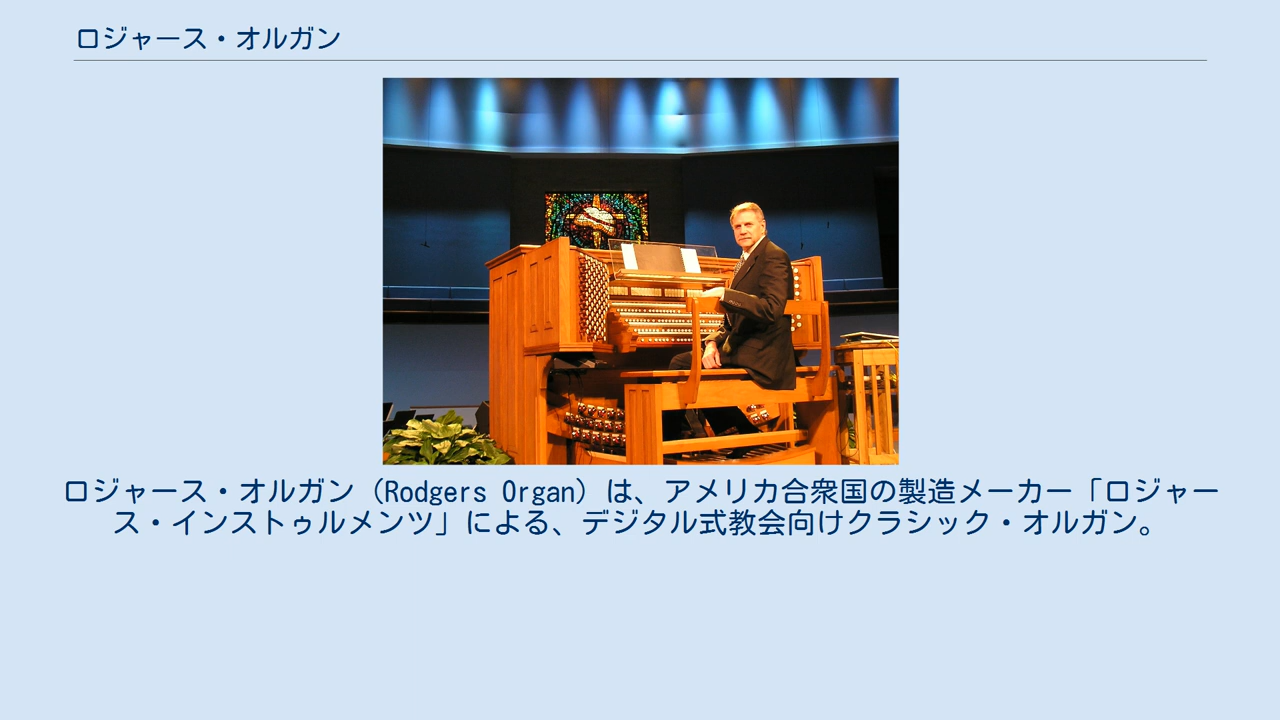 ロジャース・オルガン
ロジャース・オルガン（Rodgers Organ）は、アメリカ合衆国の製造メーカー「ロジャー
ス・インストゥルメンツ」による、デジタル式教会向けクラシック・オルガン。